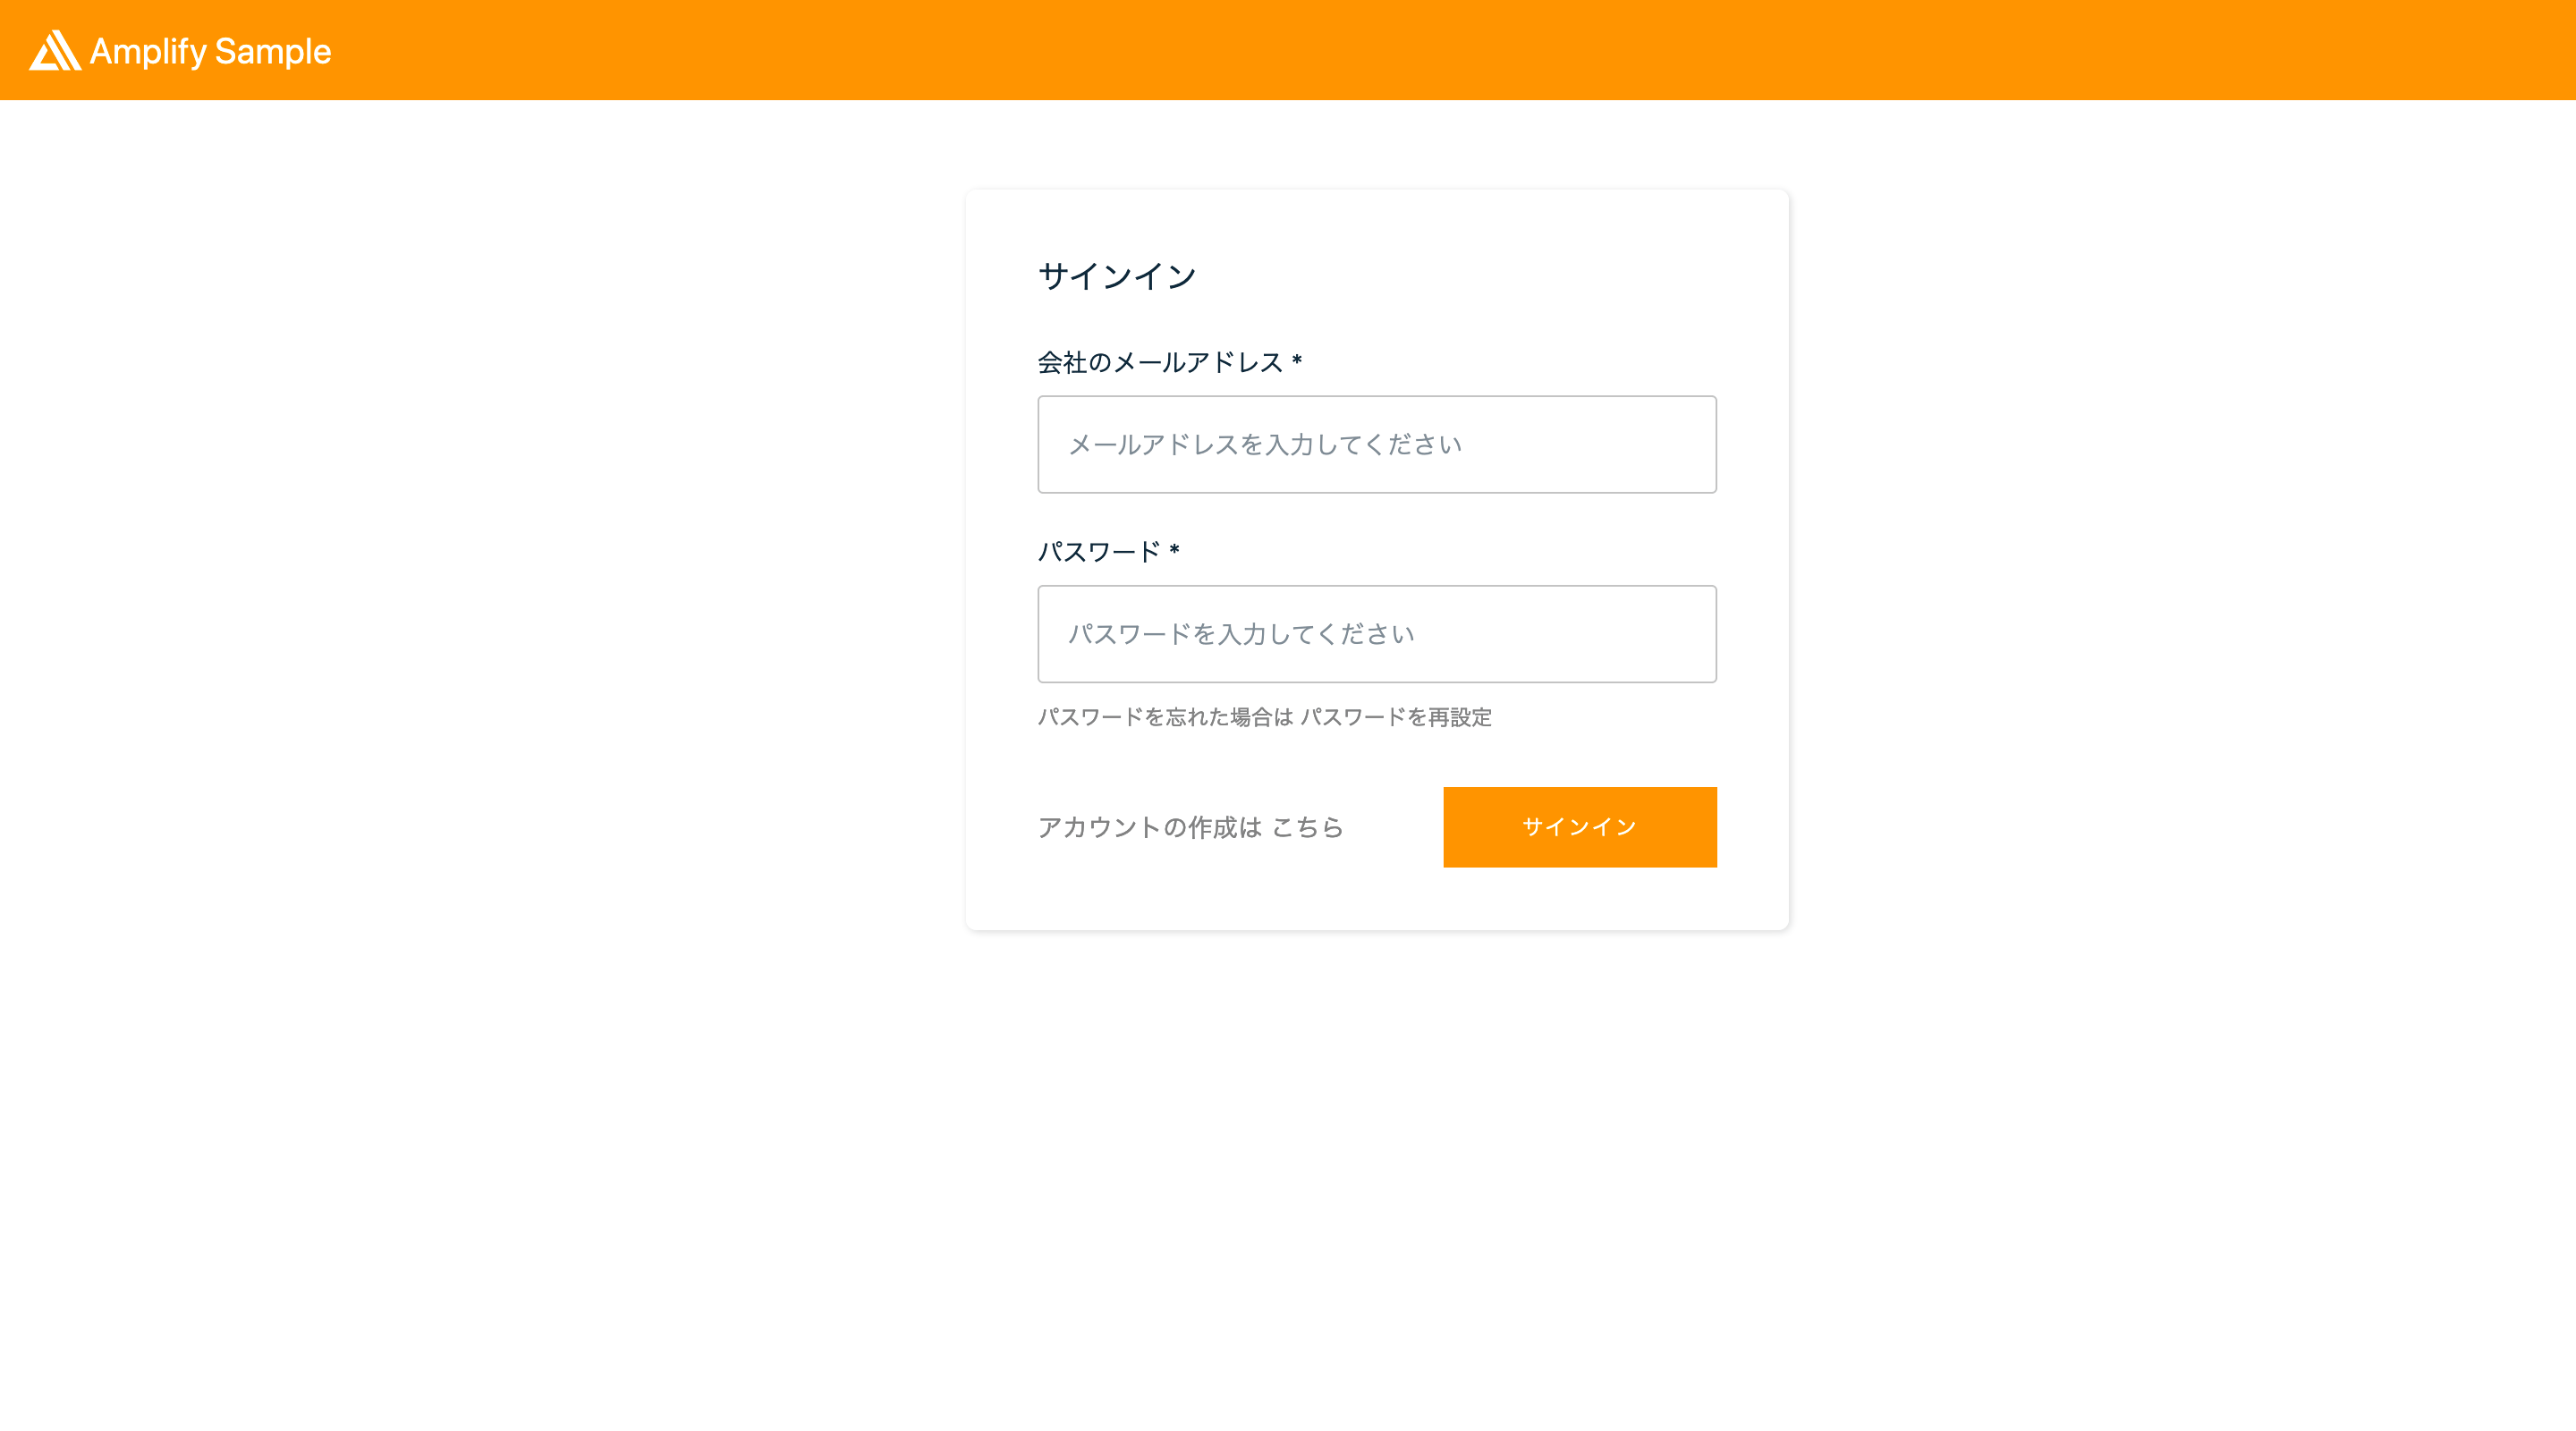 Amplify Sample
サインイン
会社のメールアドレス *
メールアドレスを入力してください
パスワード *
パスワードを入力してください
パスワードを忘れた場合は パスワードを再設定
アカウントの作成は こちら
サインイン